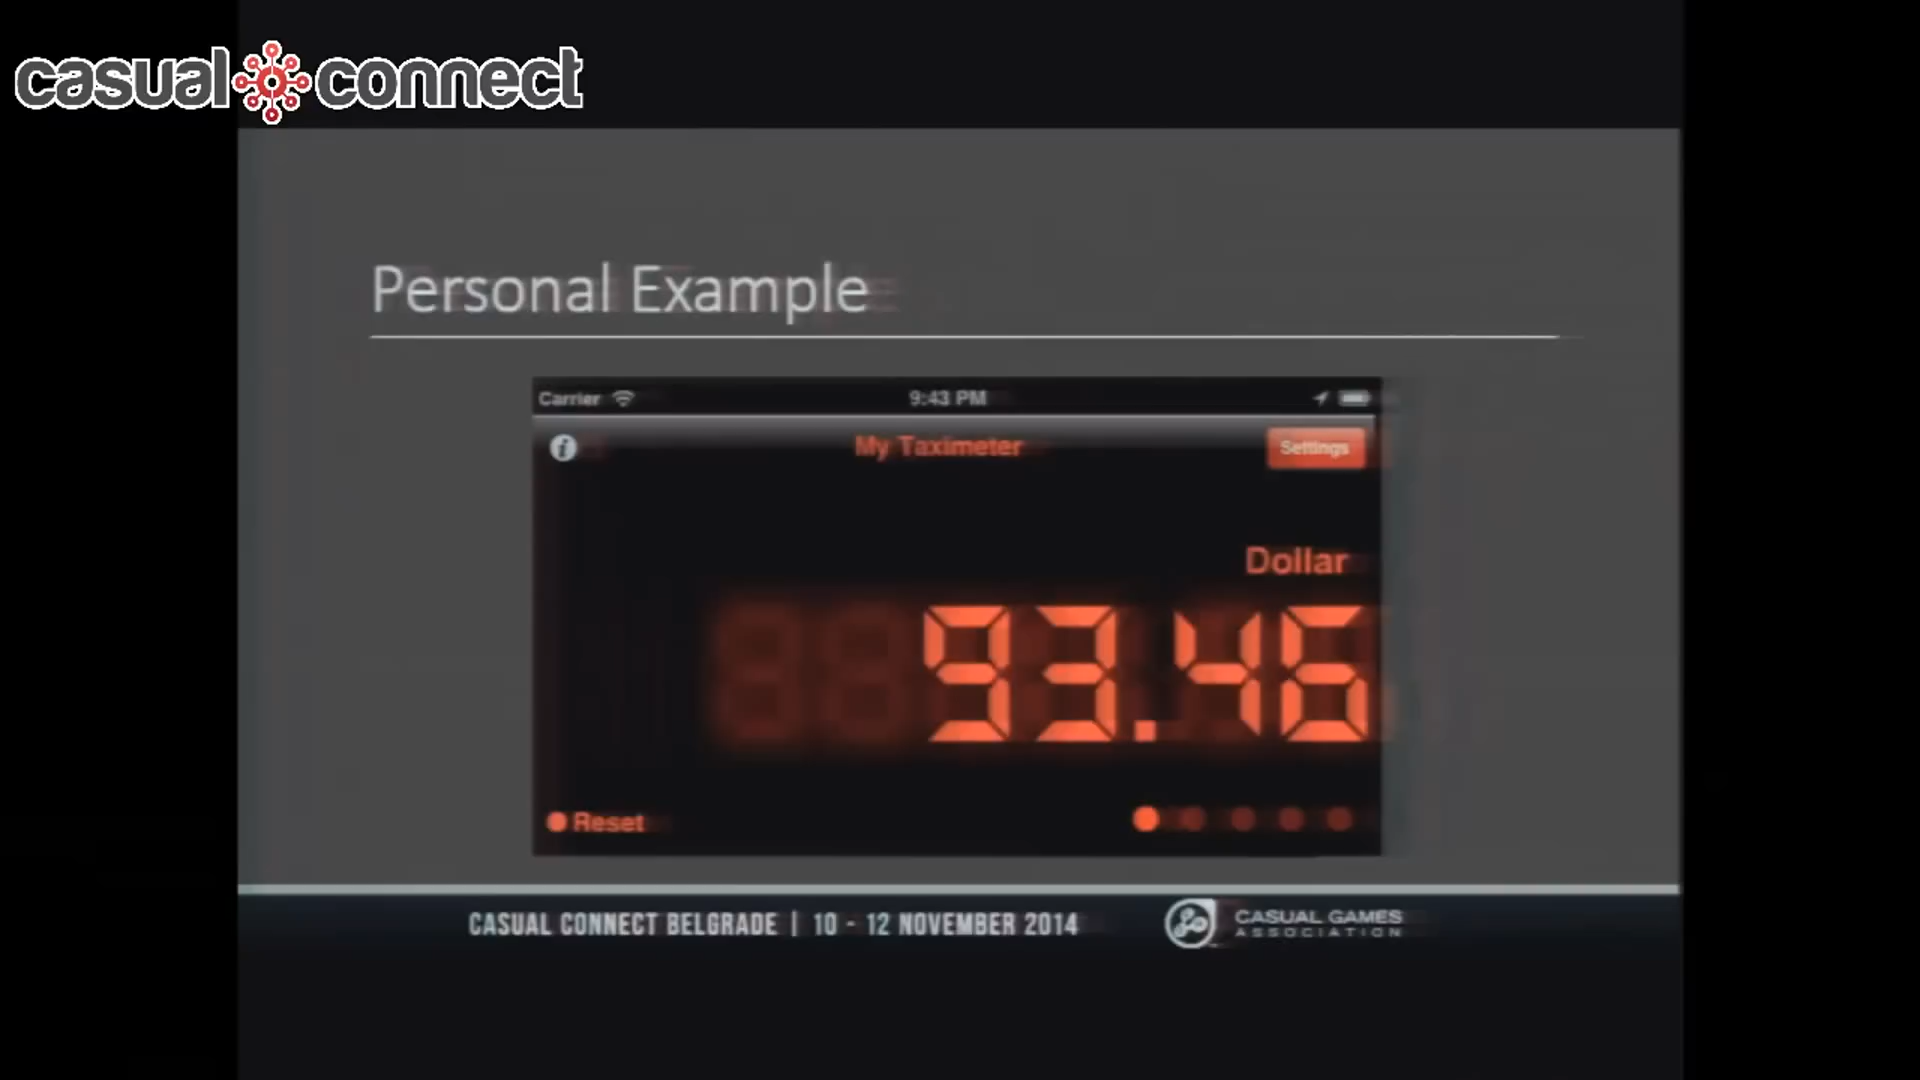 casual connect
Personal Example
Carrier 9:43 PM
My Taximeter Settings
Dollar
93.46
Reset
CASUAL CONNECT BELGRADE | 10 - 12 NOVEMBER 2014
CASUAL GAMES
ASSOCIATION